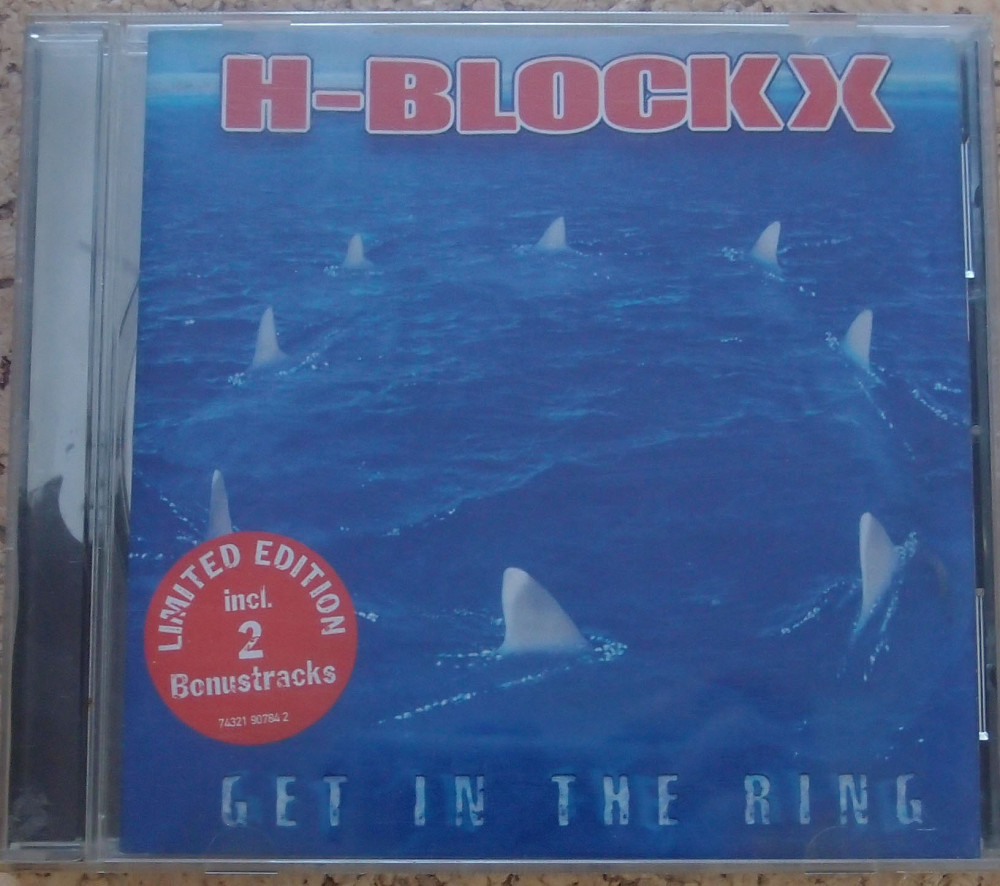 H-BLOCKX
LIMITED EDITION
incl.
2
Bonustracks
74321 90784 2
GET IN THE RING